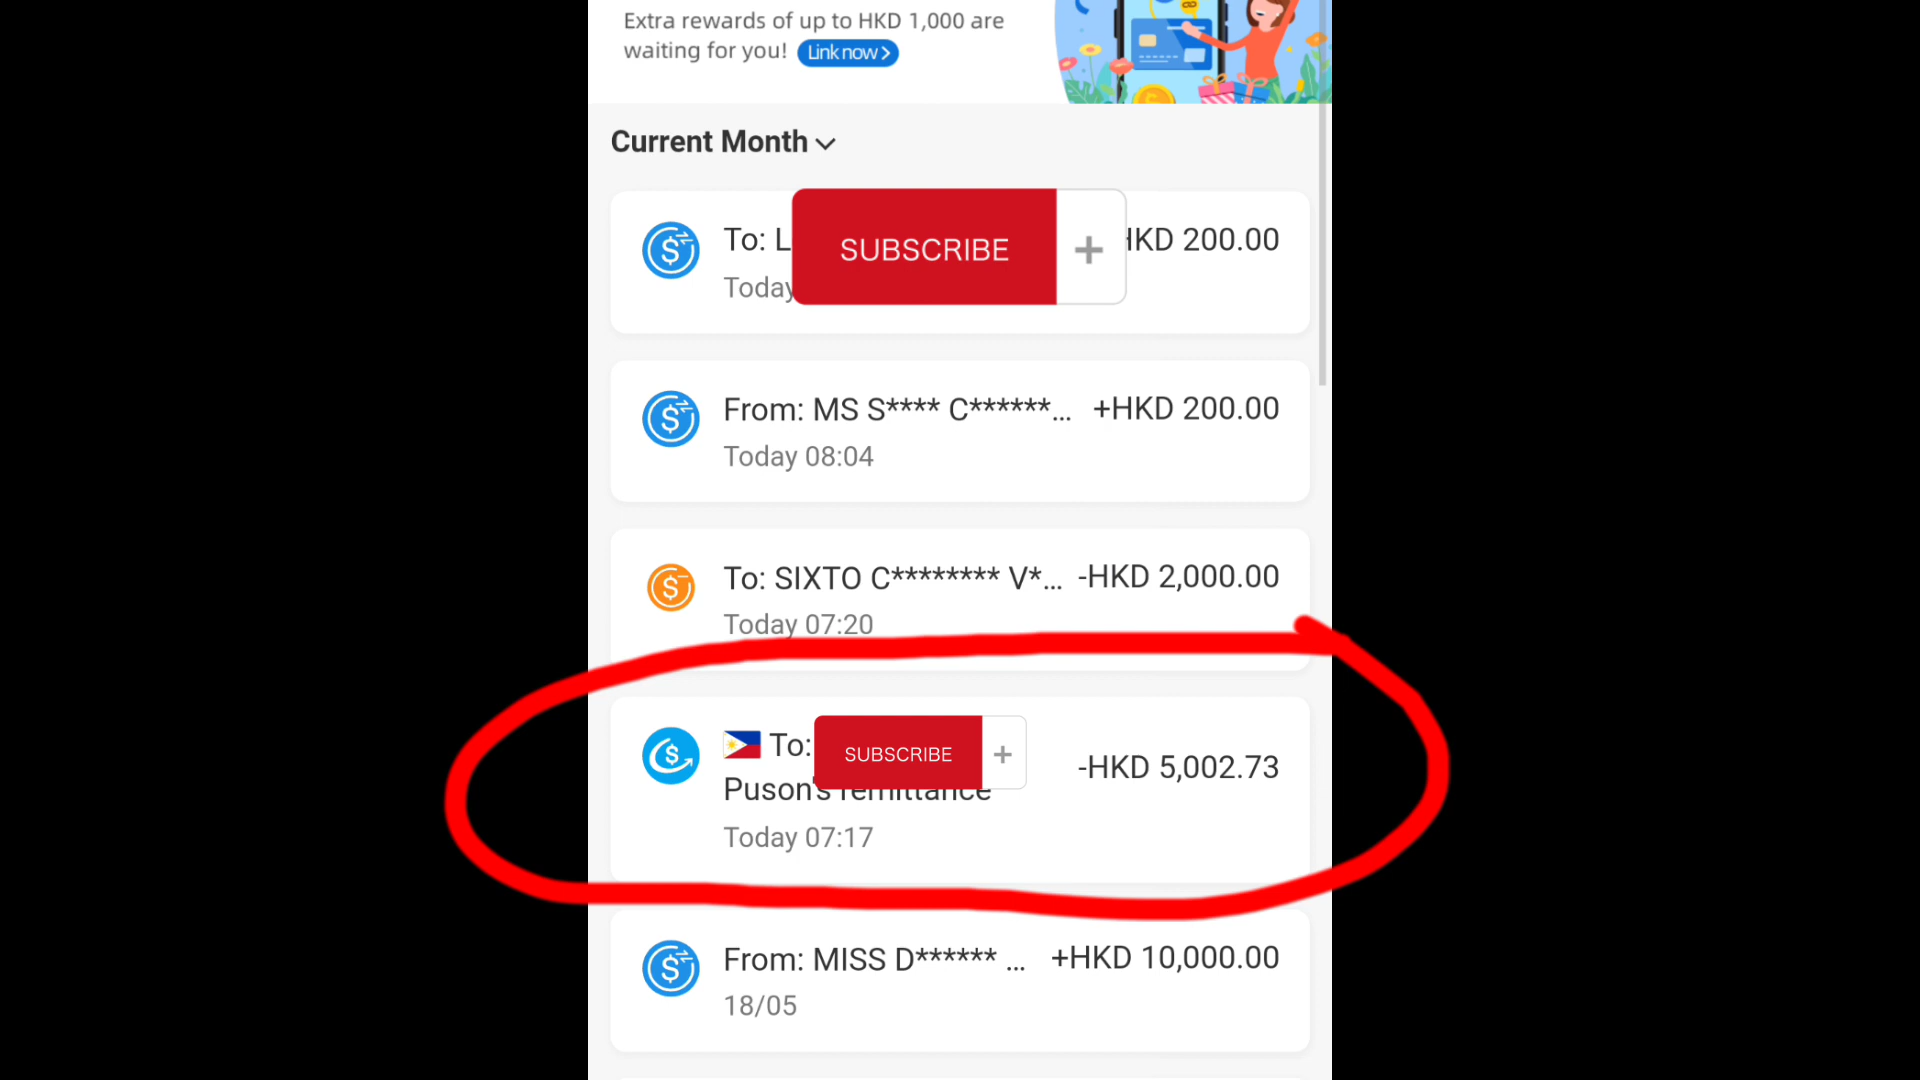 Extra rewards of up to HKD 1,000 are
waiting for you! Link now >
Current Month
To: L
SUBSCRIBE +
HKD 200.00
Today
From: MS S**** C******... +HKD 200.00
Today 08:04
To: SIXTO C******** V*... -HKD 2,000.00
Today 07:20
To: SUBSCRIBE +
-HKD 5,002.73
Puson's remittance
Today 07:17
From: MISS D****** ... +HKD 10,000.00
18/05